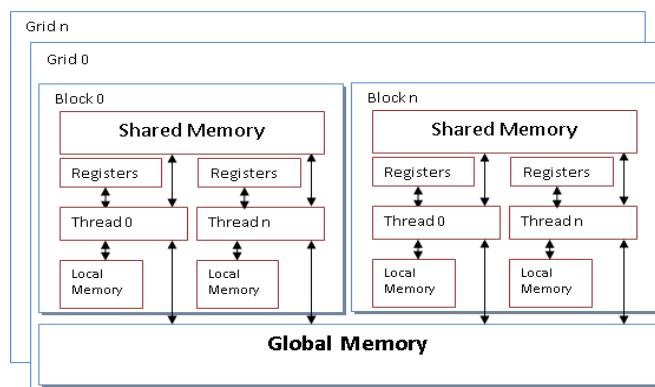 Grid n
Grid 0
Block 0
Shared Memory
Registers
Registers
Thread 0
Thread n
Local
Memory
Local
Memory
Block n
Shared Memory
Registers
Registers
Thread 0
Thread n
Local
Memory
Local
Memory
Global Memory